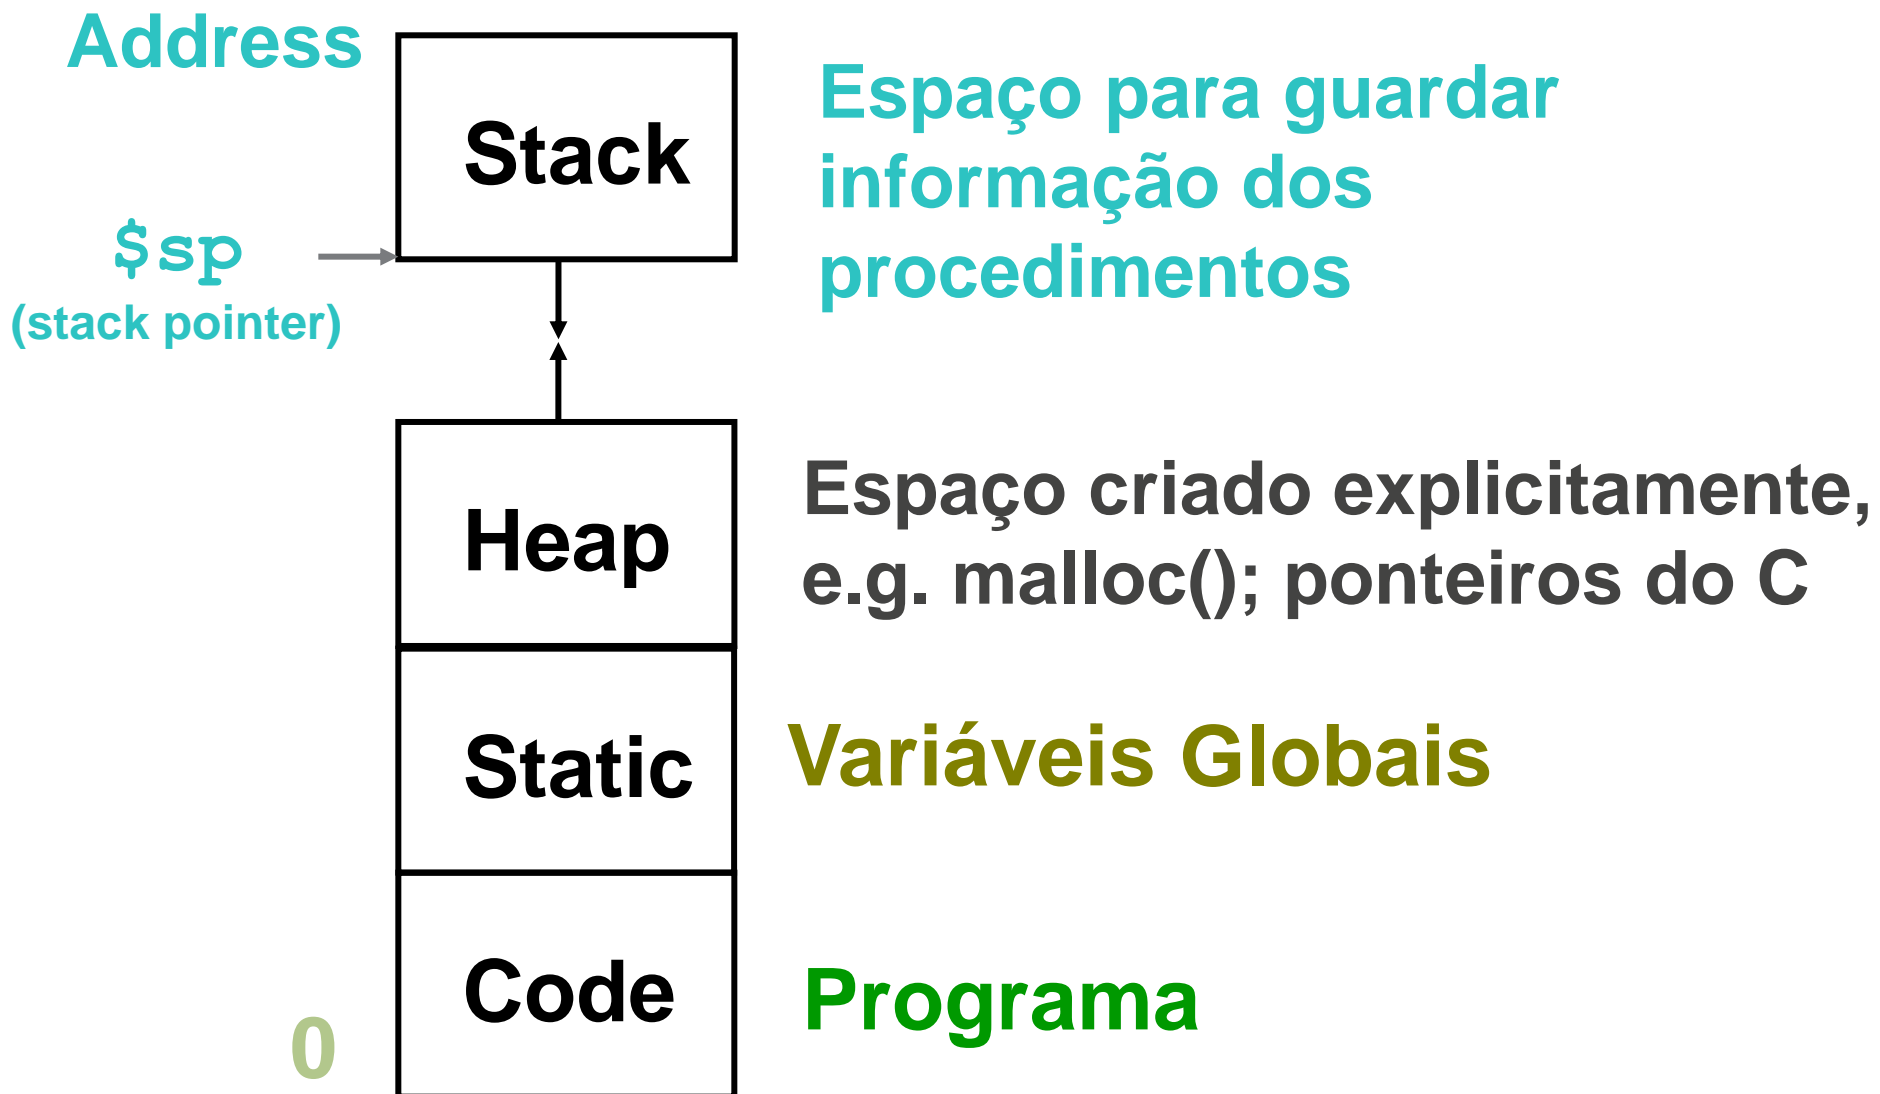 Address
Stack
Espaço para guardar
informação dos
procedimentos
$sp
(stack pointer)
Heap
Espaço criado explicitamente,
e.g. malloc(); ponteiros do C
Static
Variáveis Globais
Code
Programa
0